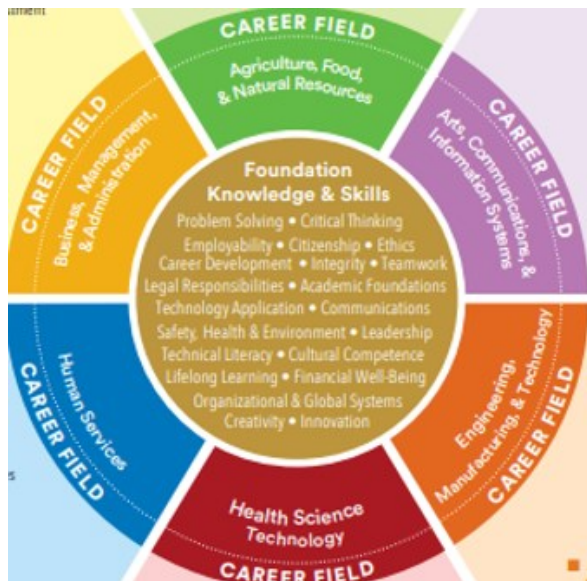 CAREER FIELD
Agriculture, Food,
& Natural Resources
CAREER FIELD
Arts, Communications, &
Information Systems
CAREER FIELD
Business, Management,
& Administration
Foundation
Knowledge & Skills
Problem Solving • Critical Thinking
Employability • Citizenship • Ethics
Career Development • Integrity • Teamwork
Legal Responsibilities • Academic Foundations
Technology Application • Communications
Safety, Health & Environment • Leadership
Technical Literacy • Cultural Competence
Lifelong Learning • Financial Well-Being
Organizational & Global Systems
Creativity • Innovation
Human Services
CAREER FIELD
Engineering,
Manufacturing, & Technology
CAREER FIELD
Health Science
Technology
CAREER FIELD